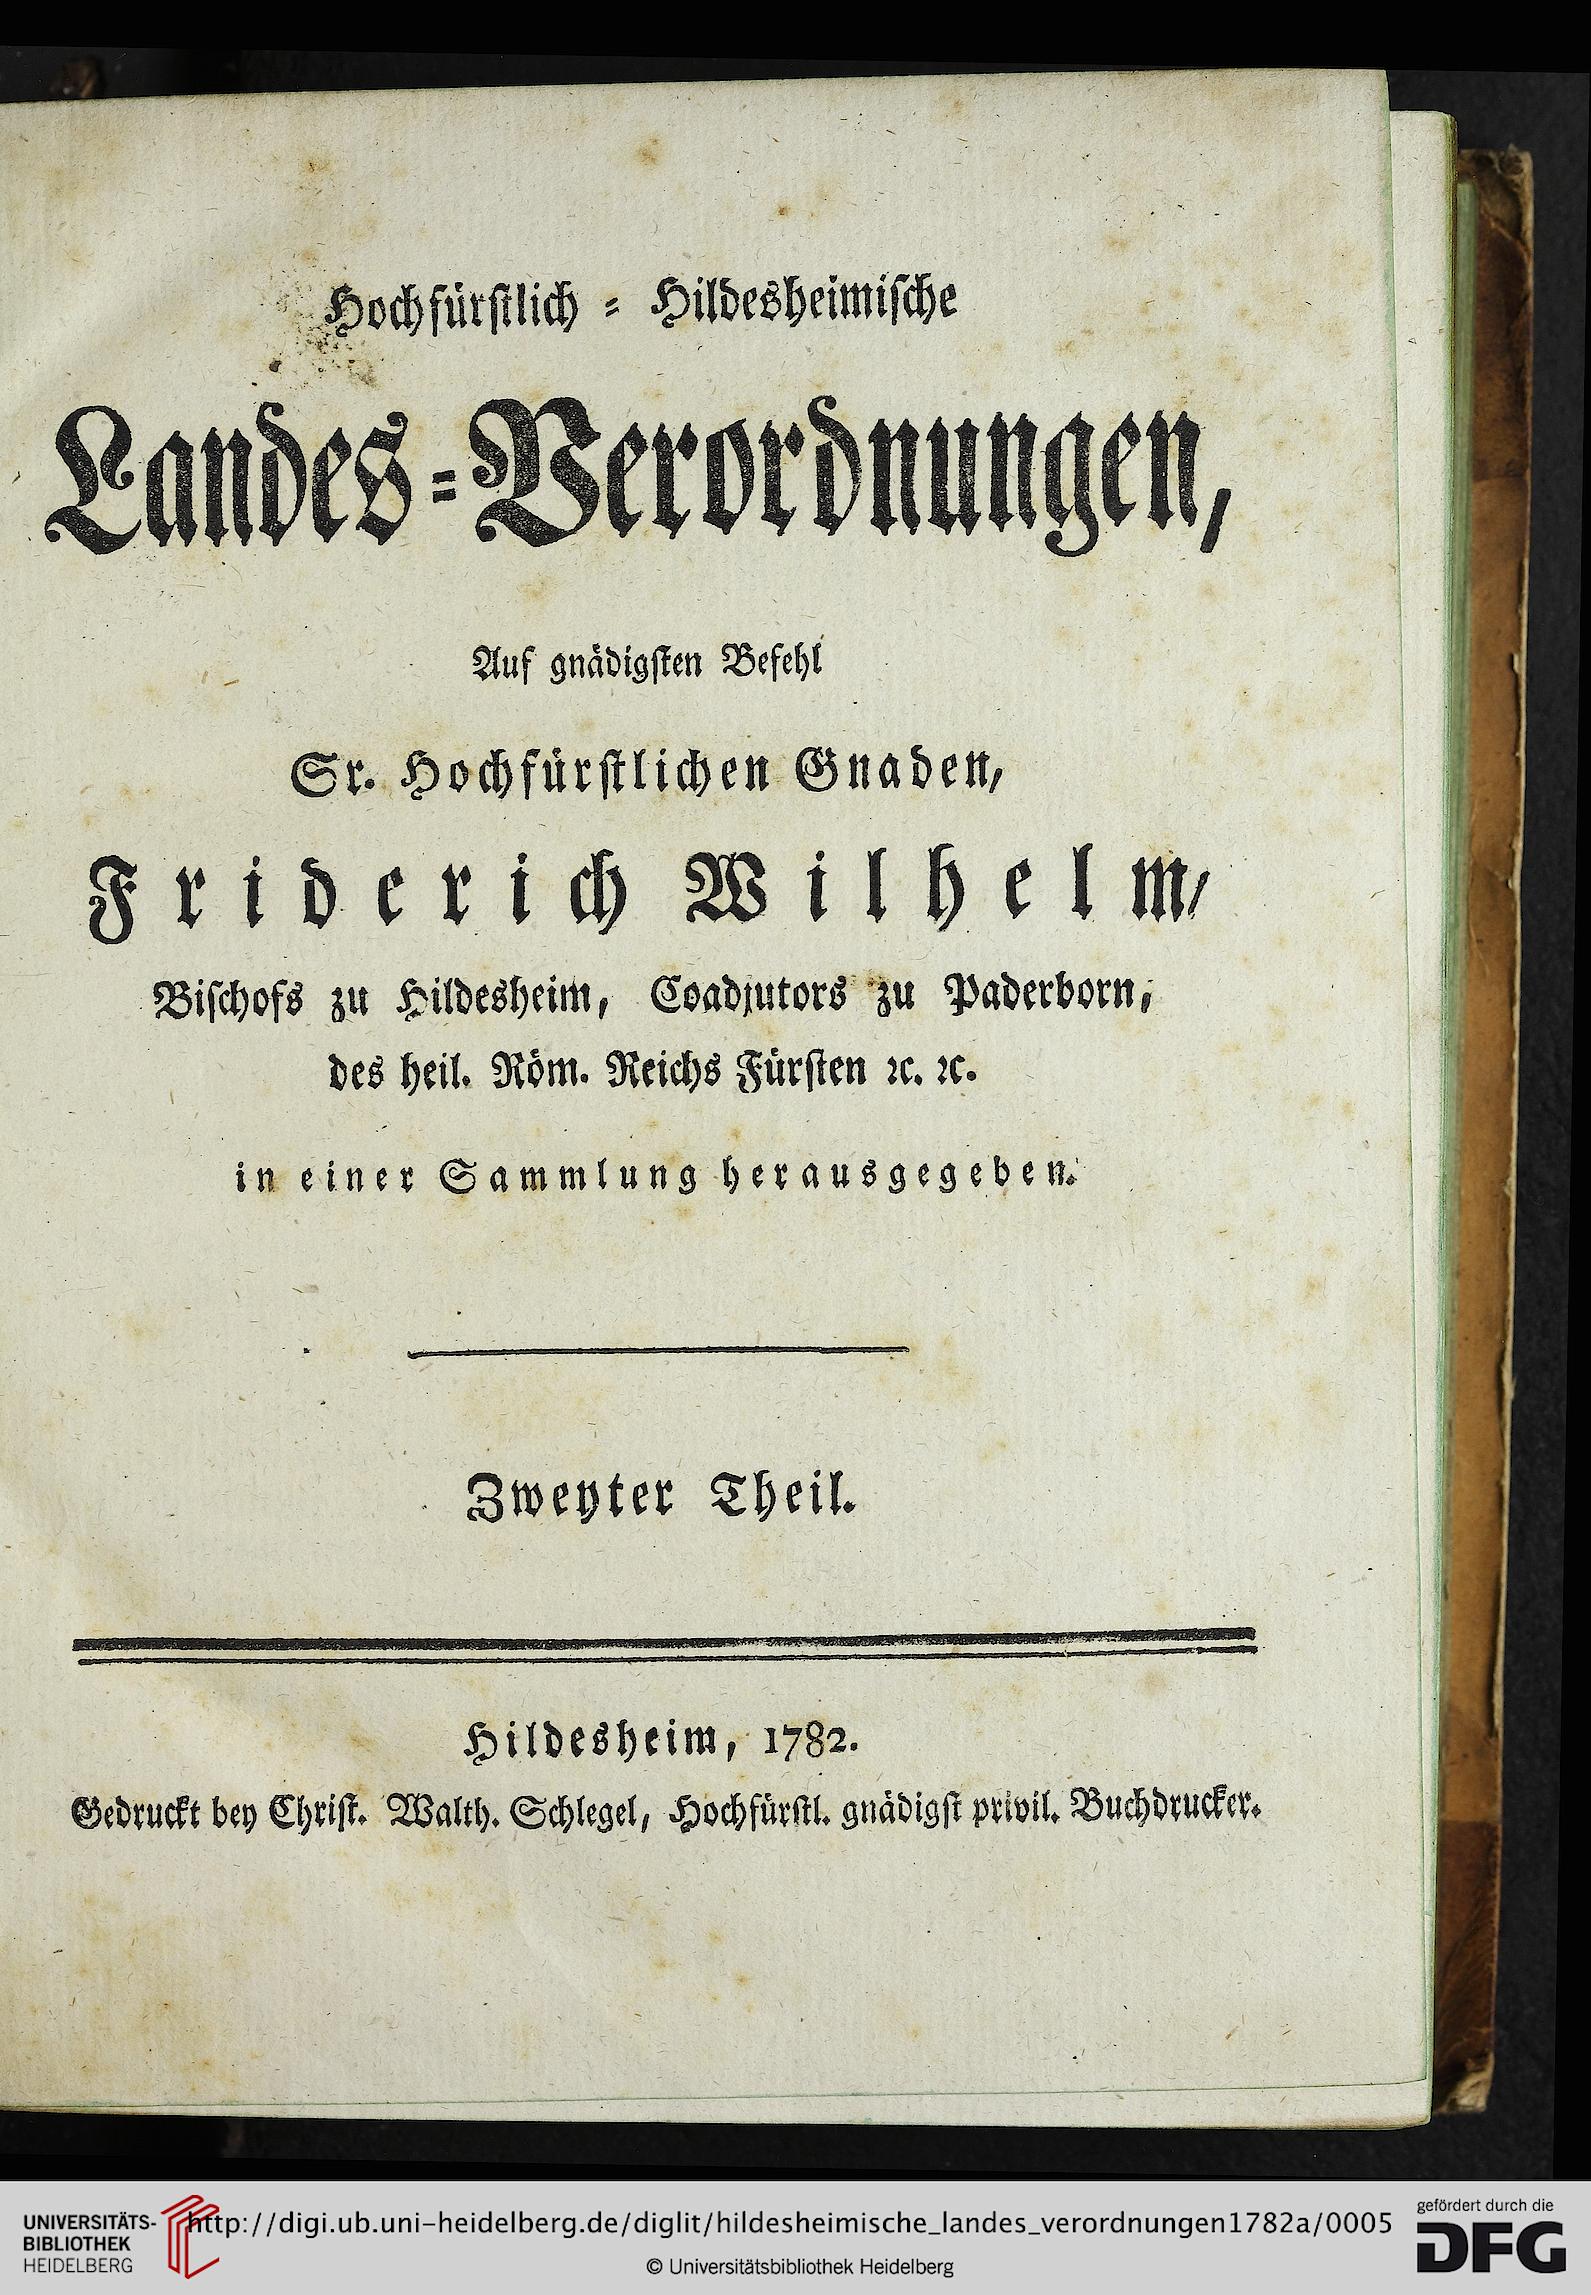 Hochfürſtlich = Hildesheimiſche
Landes=Verordnungen,
Auf gnädigſten Befehl
Sr. Hochfürſtlichen Gnaden,
Friderich Wilhelm,
Biſchofs zu Hildesheim, Coadjutors zu Paderborn,
des heil. Röm. Reichs Fürſten ꝛc. ꝛc.
in einer Sammlung herausgegeben.
Zweyter Theil.
Hildesheim, 1782.
Gedruckt bey Chriſt. Walth. Schlegel, Hochfürſtl. gnädigſt privil. Buchdrucker.
UNIVERSITÄTS-
BIBLIOTHEK
HEIDELBERG
http://digi.ub.uni-heidelberg.de/diglit/hildesheimische_landes_verordnungen1782a/0005
© Universitätsbibliothek Heidelberg
gefördert durch die
DFG